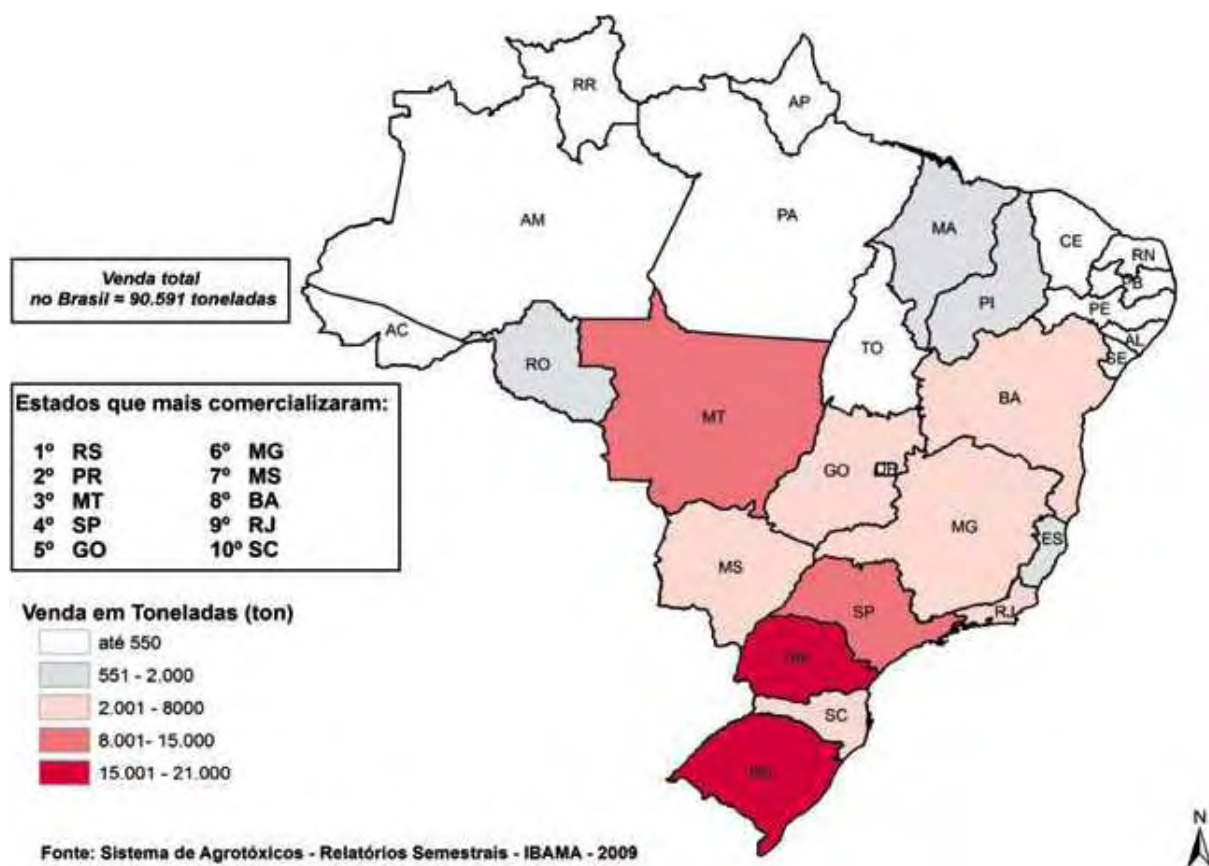 RR
AP
AM
PA
MA
CE
RN
PB
PI
PE
AL
SE
Venda total
no Brasil = 90.591 toneladas
AC
RO
TO
BA
MT
Estados que mais comercializaram:
1º RS 6º MG
2º PR 7º MS
3º MT 8º BA
4º SP 9º RJ
5º GO 10º SC
GO
DF
MG
ES
MS
SP
RJ
PR
SC
RS
Venda em Toneladas (ton)
até 550
551 - 2.000
2.001 - 8000
8.001- 15.000
15.001 - 21.000
Fonte: Sistema de Agrotóxicos - Relatórios Semestrais - IBAMA - 2009
N